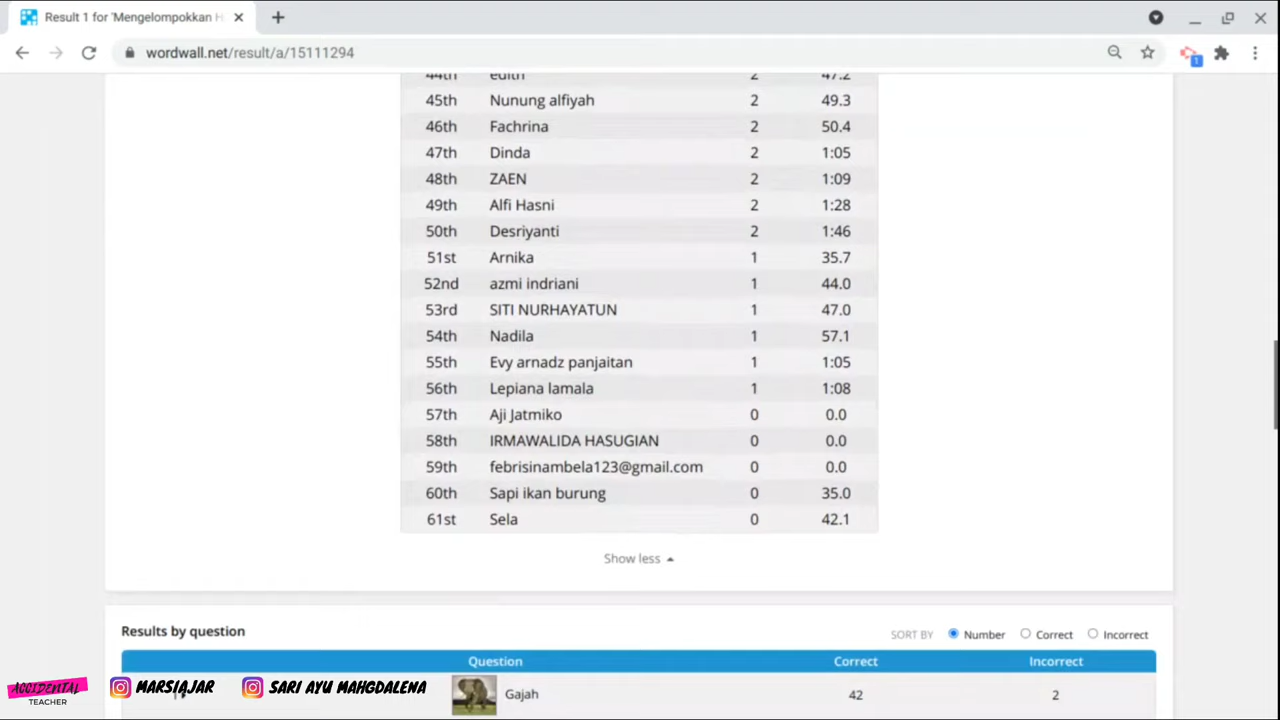 Result 1 for 'Mengelompokkan H
wordwall.net/result/a/15111294
1
44th edith 2 47.2
45th Nunung alfiyah 2 49.3
46th Fachrina 2 50.4
47th Dinda 2 1:05
48th ZAEN 2 1:09
49th Alfi Hasni 2 1:28
50th Desriyanti 2 1:46
51st Arnika 1 35.7
52nd azmi indriani 1 44.0
53rd SITI NURHAYATUN 1 47.0
54th Nadila 1 57.1
55th Evy arnadz panjaitan 1 1:05
56th Lepiana lamala 1 1:08
57th Aji Jatmiko 0 0.0
58th IRMAWALIDA HASUGIAN 0 0.0
59th febrisinambela123@gmail.com 0 0.0
60th Sapi ikan burung 0 35.0
61st Sela 0 42.1
Show less
Results by question
SORT BY Number Correct Incorrect
Question Correct Incorrect
Gajah 42 2
ACCIDENTAL
TEACHER
MARSIAJAR
SARI AYU MAHGDALENA